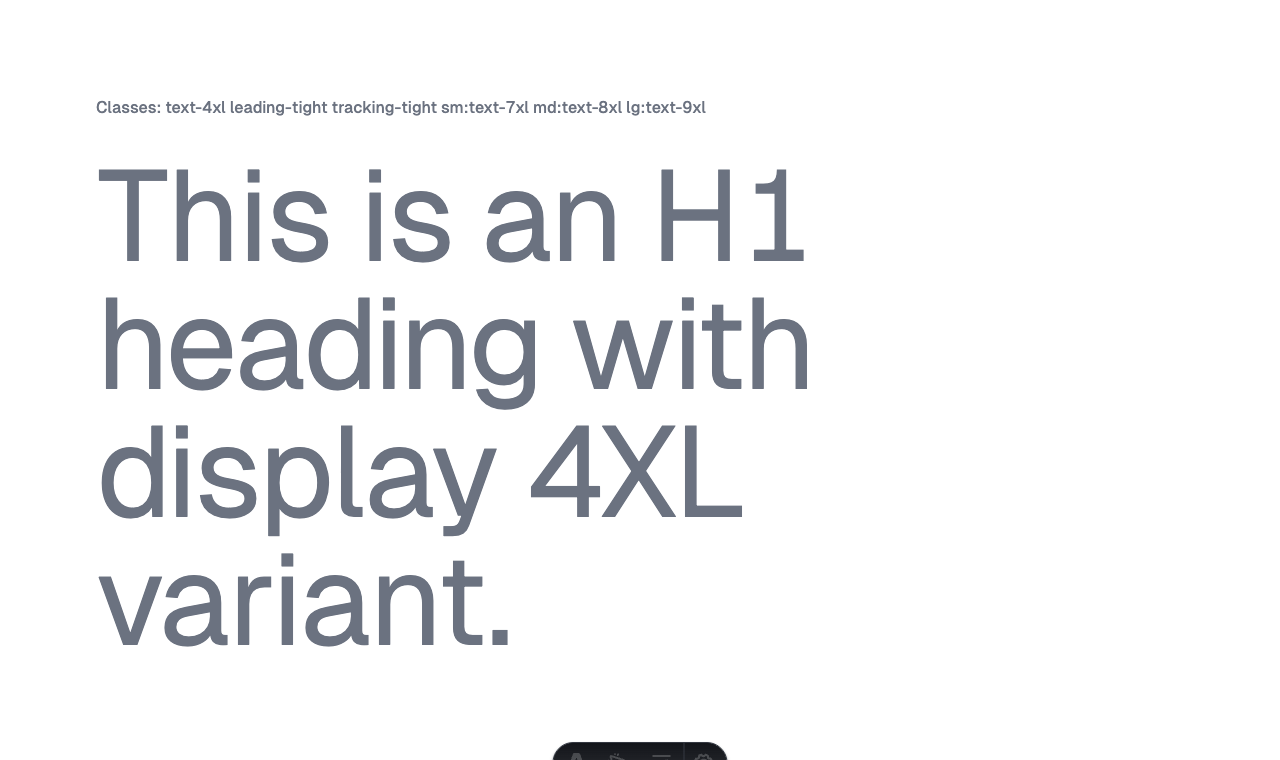 Classes: text-4xl leading-tight tracking-tight sm:text-7xl md:text-8xl lg:text-9xl
This is an H1
heading with
display 4XL
variant.